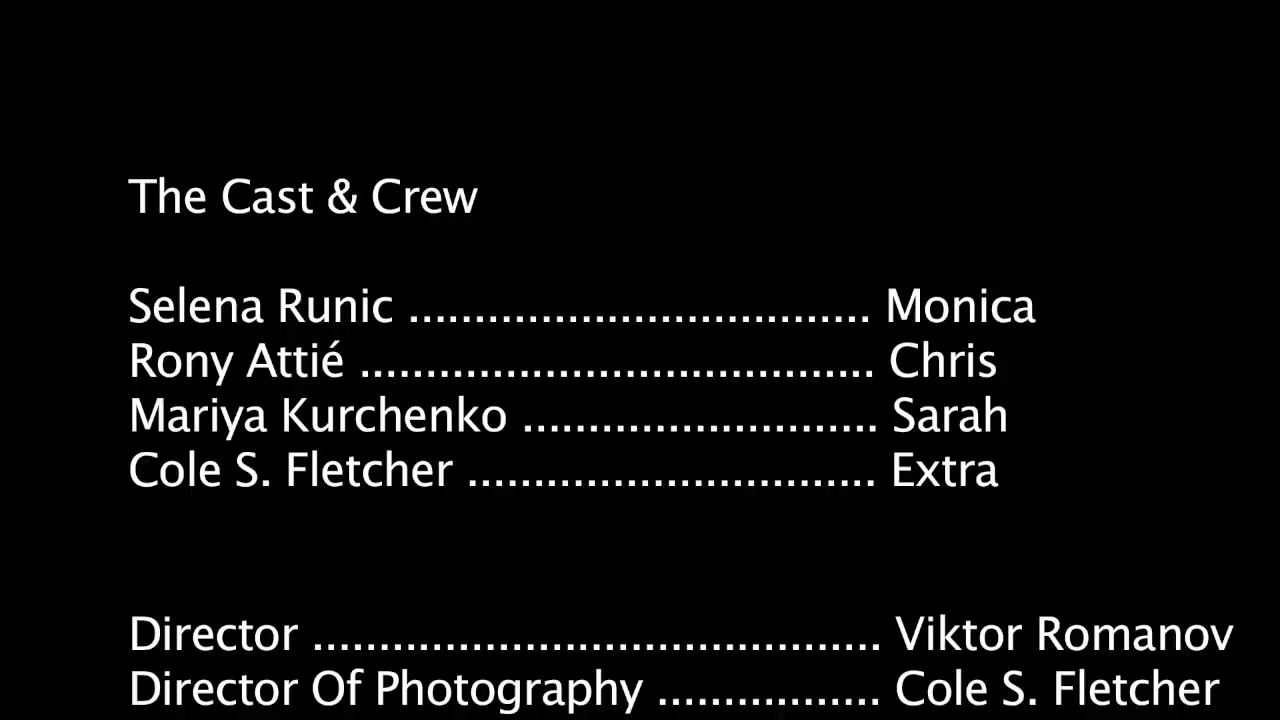 The Cast & Crew
Selena Runic ................................... Monica
Rony Attié ....................................... Chris
Mariya Kurchenko ........................... Sarah
Cole S. Fletcher ............................... Extra
Director ........................................... Viktor Romanov
Director Of Photography ................. Cole S. Fletcher